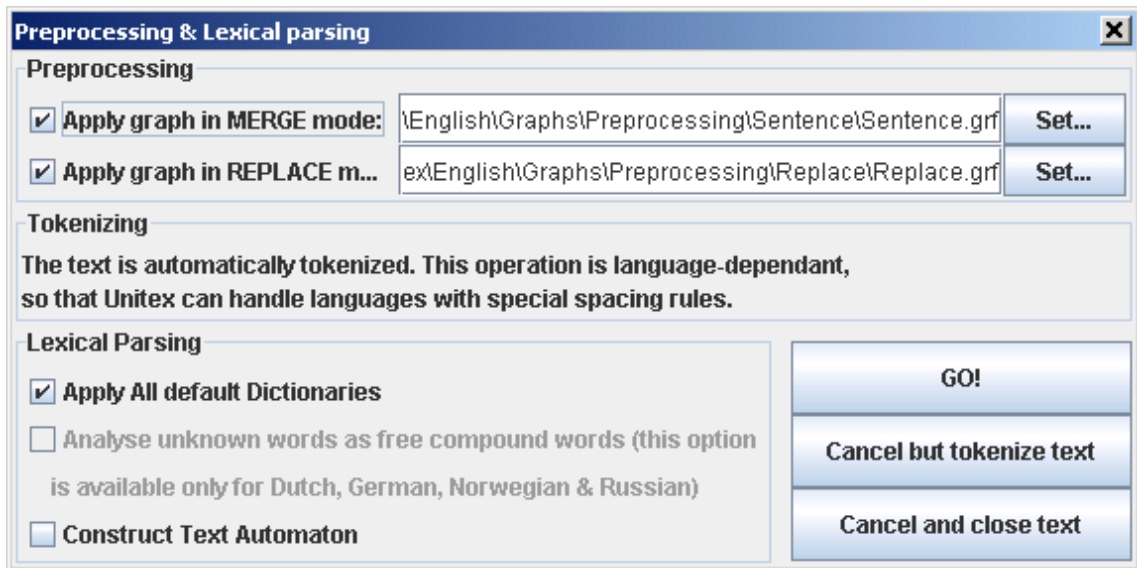 Preprocessing & Lexical parsing
Preprocessing
Apply graph in MERGE mode: \English\Graphs\Preprocessing\Sentence\Sentence.grf Set...
Apply graph in REPLACE m... ex\English\Graphs\Preprocessing\Replace\Replace.grf Set...
Tokenizing
The text is automatically tokenized. This operation is language-dependant,
so that Unitex can handle languages with special spacing rules.
Lexical Parsing
Apply All default Dictionaries
Analyse unknown words as free compound words (this option
is available only for Dutch, German, Norwegian & Russian)
Construct Text Automaton
GO!
Cancel but tokenize text
Cancel and close text